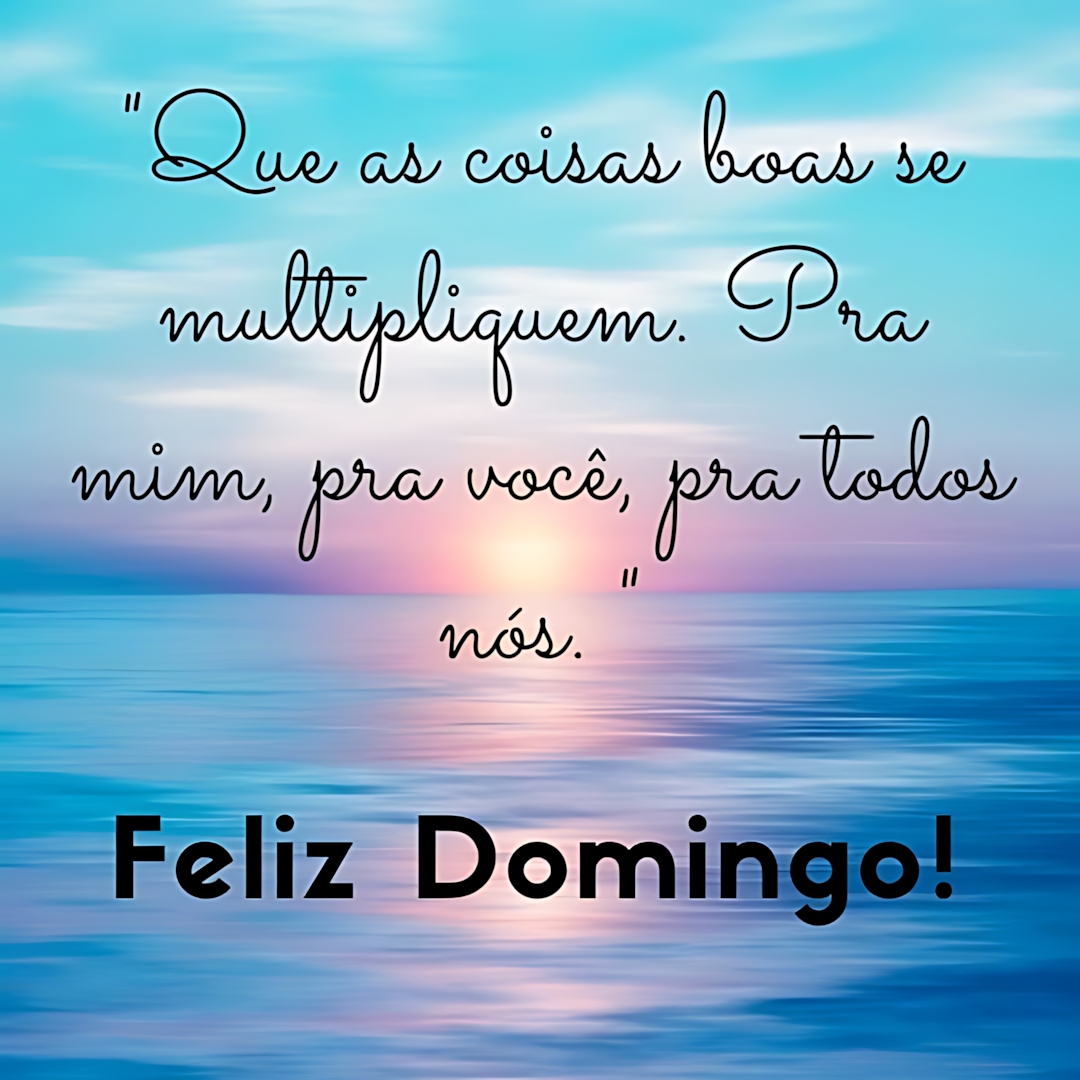 "Que as coisas boas se
multipliquem. Pra
mim, pra você, pra todos
nós."
Feliz Domingo!